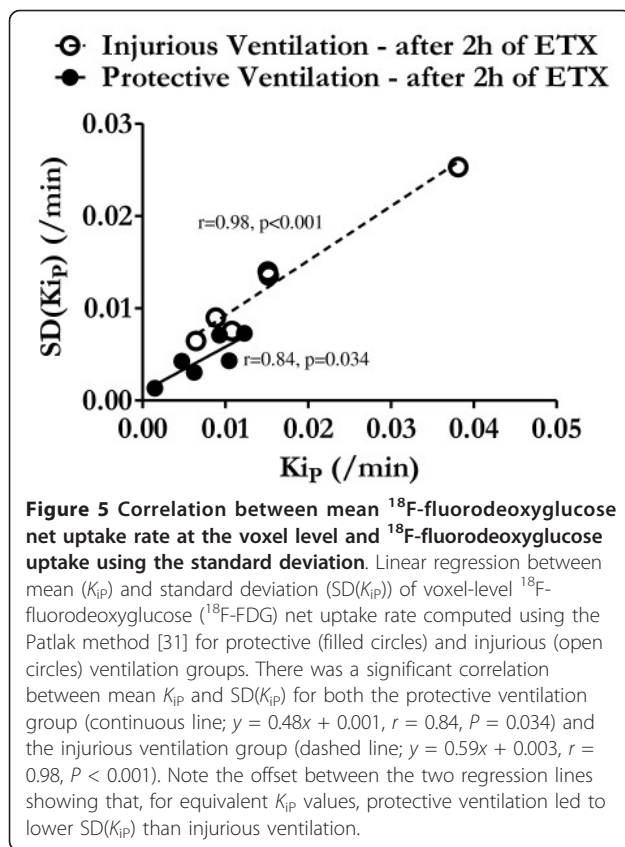 Injurious Ventilation - after 2h of ETX
Protective Ventilation - after 2h of ETX
0.03
0.02
0.01
0.00
SD(Kip) (/min)
r=0.98, p<0.001
r=0.84, p=0.034
0.00 0.01 0.02 0.03 0.04 0.05
Kip (/min)
Figure 5 Correlation between mean ¹⁸F-fluorodeoxyglucose
net uptake rate at the voxel level and ¹⁸F-fluorodeoxyglucose
uptake using the standard deviation. Linear regression between
mean (KiP) and standard deviation (SD(KiP)) of voxel-level ¹⁸F-
fluorodeoxyglucose (¹⁸F-FDG) net uptake rate computed using the
Patlak method [31] for protective (filled circles) and injurious (open
circles) ventilation groups. There was a significant correlation
between mean KiP and SD(KiP) for both the protective ventilation
group (continuous line; y = 0.48x + 0.001, r = 0.84, P = 0.034) and
the injurious ventilation group (dashed line; y = 0.59x + 0.003, r =
0.98, P < 0.001). Note the offset between the two regression lines
showing that, for equivalent KiP values, protective ventilation led to
lower SD(KiP) than injurious ventilation.